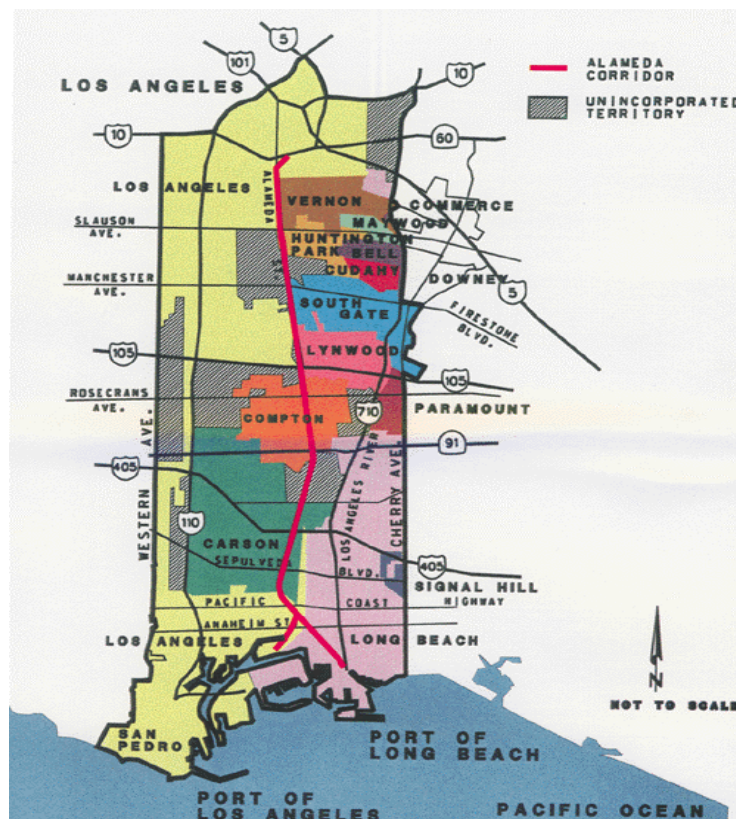 5
101
10
LOS ANGELES
ALAMEDA
CORRIDOR
UNINCORPORATED
TERRITORY
10
60
LOS ANGELES
ALAMEDA
ST.
VERNON
COMMERCE
MAYWOOD
SLAUSON
AVE.
HUNTINGTON
PARK
BELL
CUDAHY
MANCHESTER
AVE.
DOWNEY
5
SOUTH
GATE
FIRESTONE
BLVD.
105
LYNWOOD
105
ROSECRANS
AVE.
COMPTON
710
PARAMOUNT
91
405
WESTERN AVE.
LOS ANGELES RIVER
CHERRY AVE.
110
CARSON
SEPULVEDA
BLVD.
405
SIGNAL HILL
PACIFIC
COAST
HIGHWAY
ANAHEIM ST
LOS ANGELES
LONG BEACH
N
NOT TO SCALE
SAN
PEDRO
PORT OF
LONG BEACH
PORT OF
LOS ANGELES
PACIFIC OCEAN